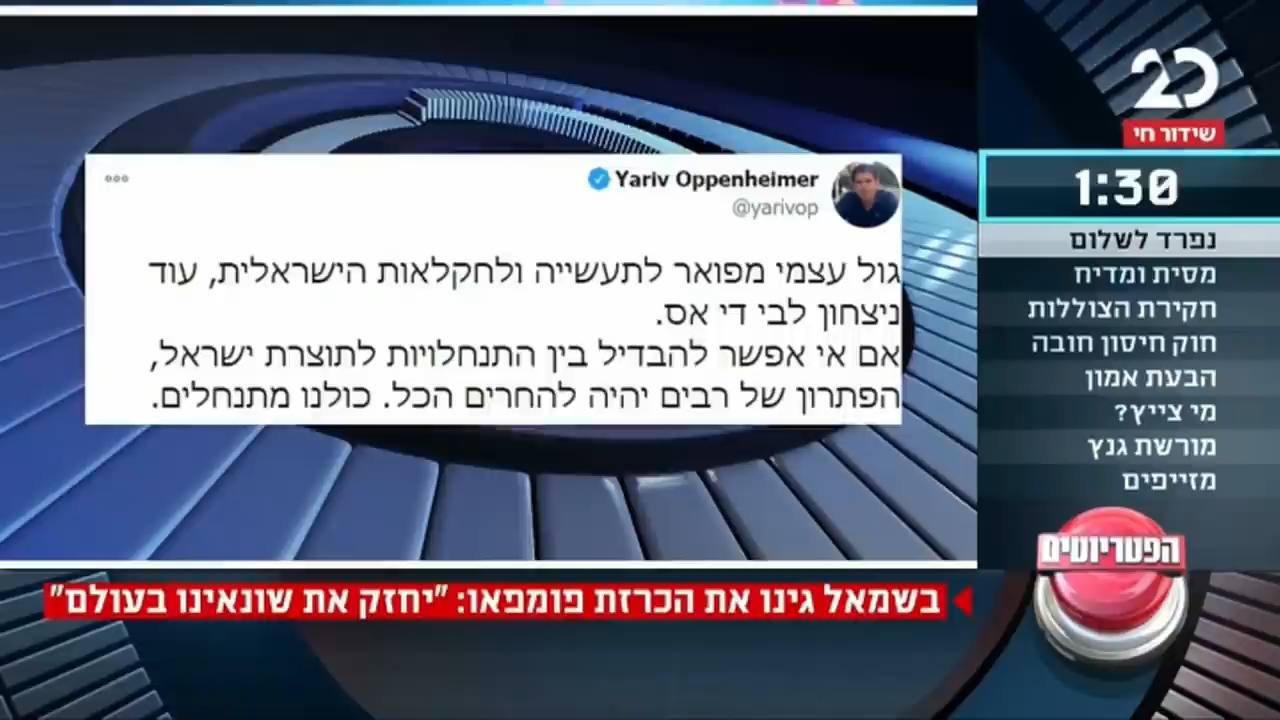 20
שידור חי
1:30
נפרד לשלום
מסית ומדיח
חקירת הצוללות
חוק חיסון חובה
הבעת אמון
מי צייץ?
מורשת גנץ
מזייפים
הפטריוטים
Yariv Oppenheimer
@yarivop
גול עצמי מפואר לתעשייה ולחקלאות הישראלית, עוד
ניצחון לבי די אס.
אם אי אפשר להבדיל בין התנחלויות לתוצרת ישראל,
הפתרון של רבים יהיה להחרים הכל. כולנו מתנחלים.
בשמאל גינו את הכרזת פומפאו: "יחזק את שונאינו בעולם"